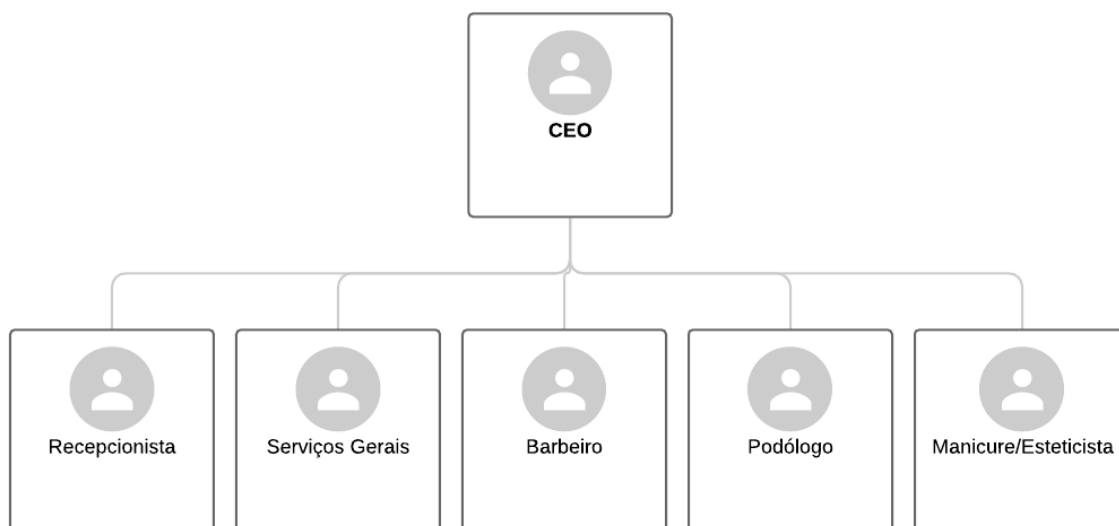 CEO
Recepcionista
Serviços Gerais
Barbeiro
Podólogo
Manicure/Esteticista